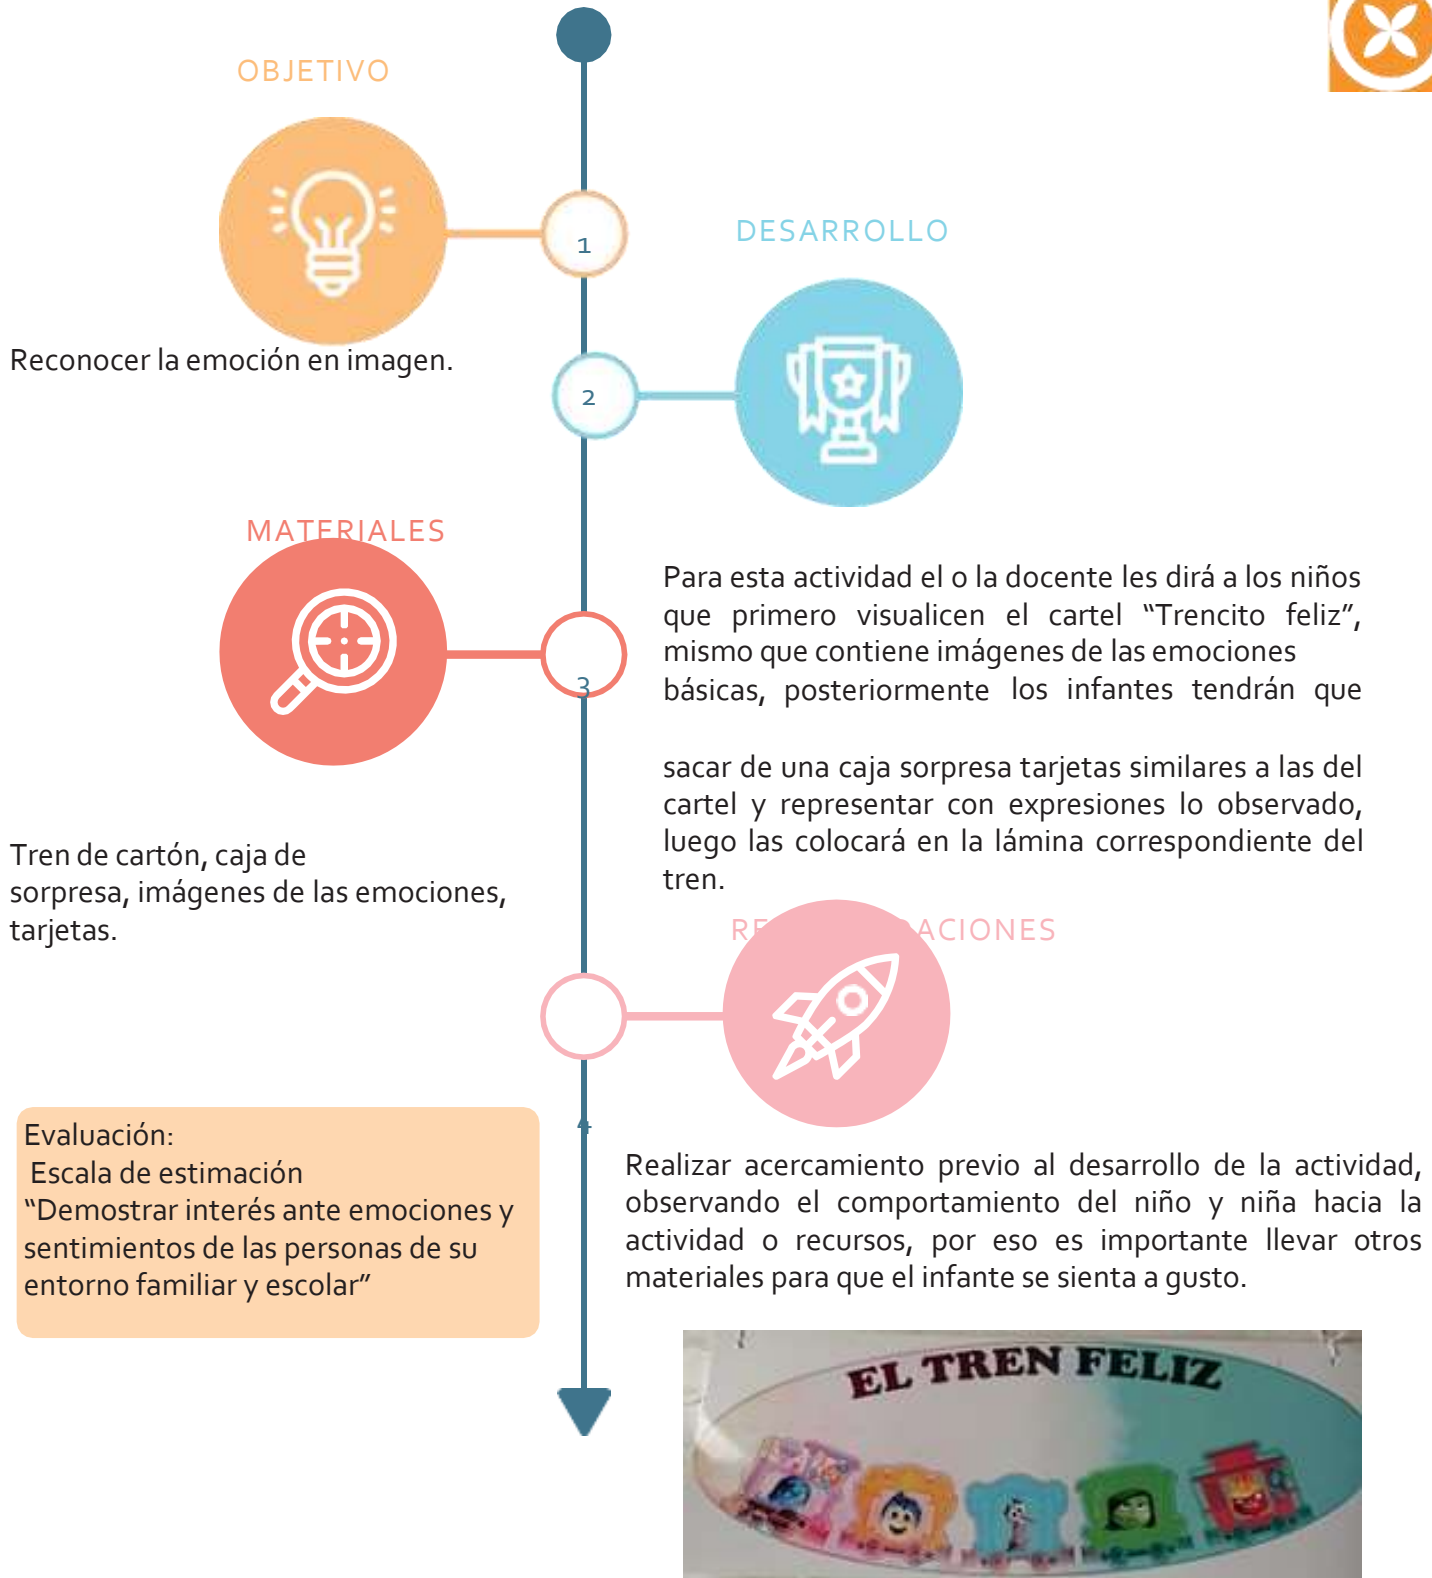 OBJETIVO
1
Reconocer la emoción en imagen.
DESARROLLO
2
Para esta actividad el o la docente les dirá a los niños
que primero visualicen el cartel “Trencito feliz”,
mismo que contiene imágenes de las emociones
básicas, posteriormente los infantes tendrán que
sacar de una caja sorpresa tarjetas similares a las del
cartel y representar con expresiones lo observado,
luego las colocará en la lámina correspondiente del
tren.
MATERIALES
3
Tren de cartón, caja de
sorpresa, imágenes de las emociones,
tarjetas.
4
Realizar acercamiento previo al desarrollo de la actividad,
observando el comportamiento del niño y niña hacia la
actividad o recursos, por eso es importante llevar otros
materiales para que el infante se sienta a gusto.
Evaluación:
Escala de estimación
“Demostrar interés ante emociones y
sentimientos de las personas de su
entorno familiar y escolar”
EL TREN FELIZ